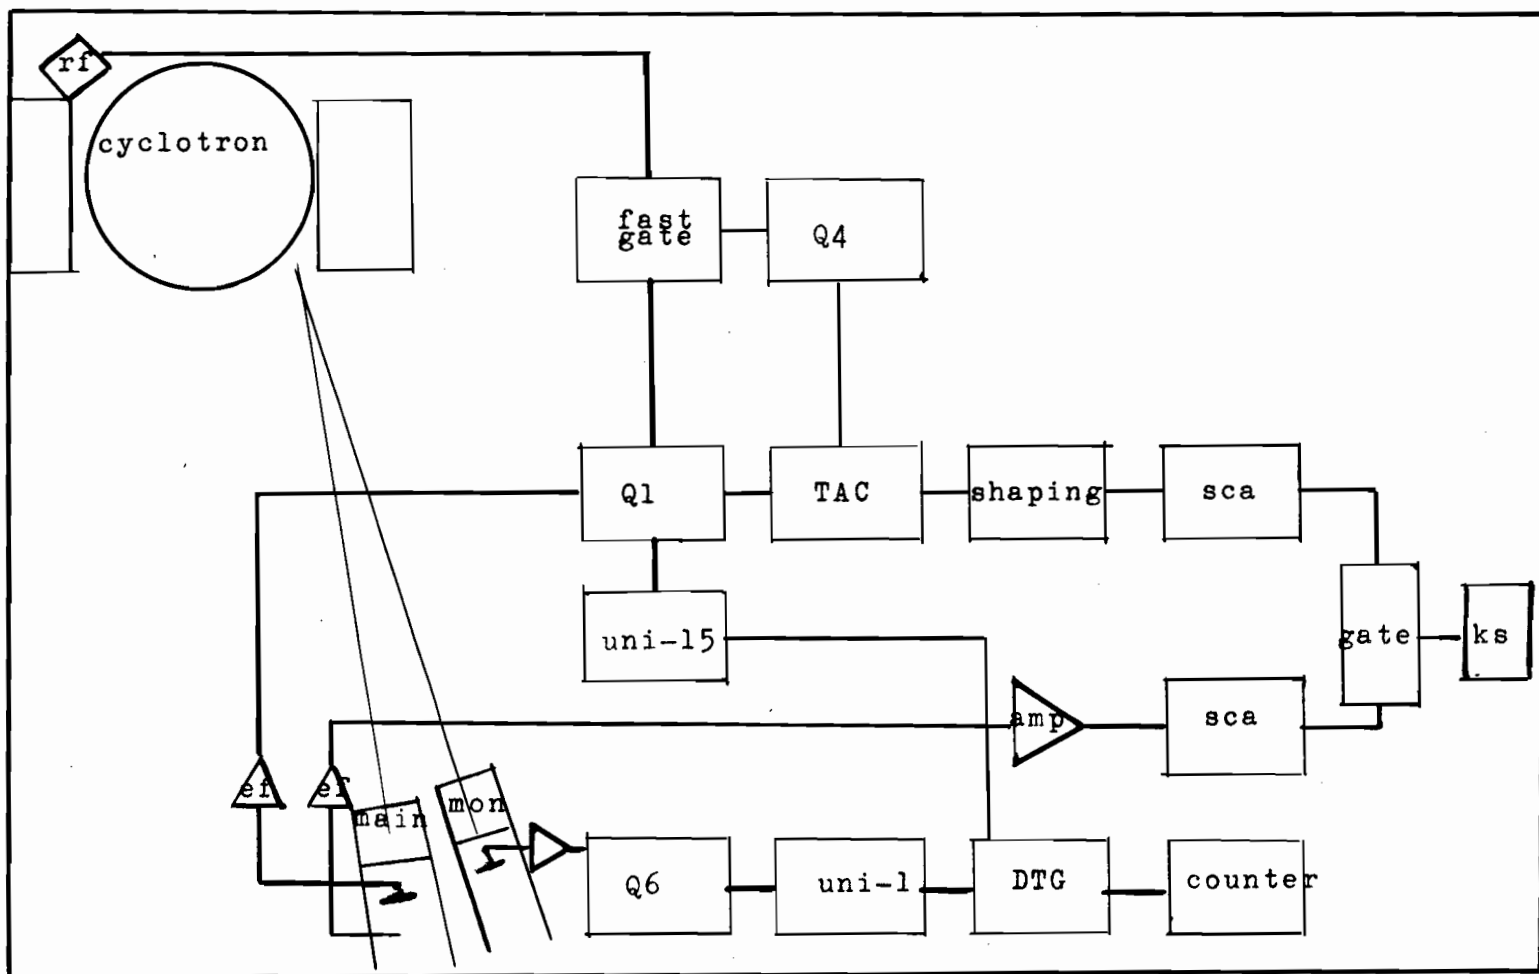 rf
cyclotron
fast
gate
Q4
Q1
TAC
shaping
sca
uni-15
gate
ks
amp
sca
ef
ef
main
mon
Q6
uni-1
DTG
counter